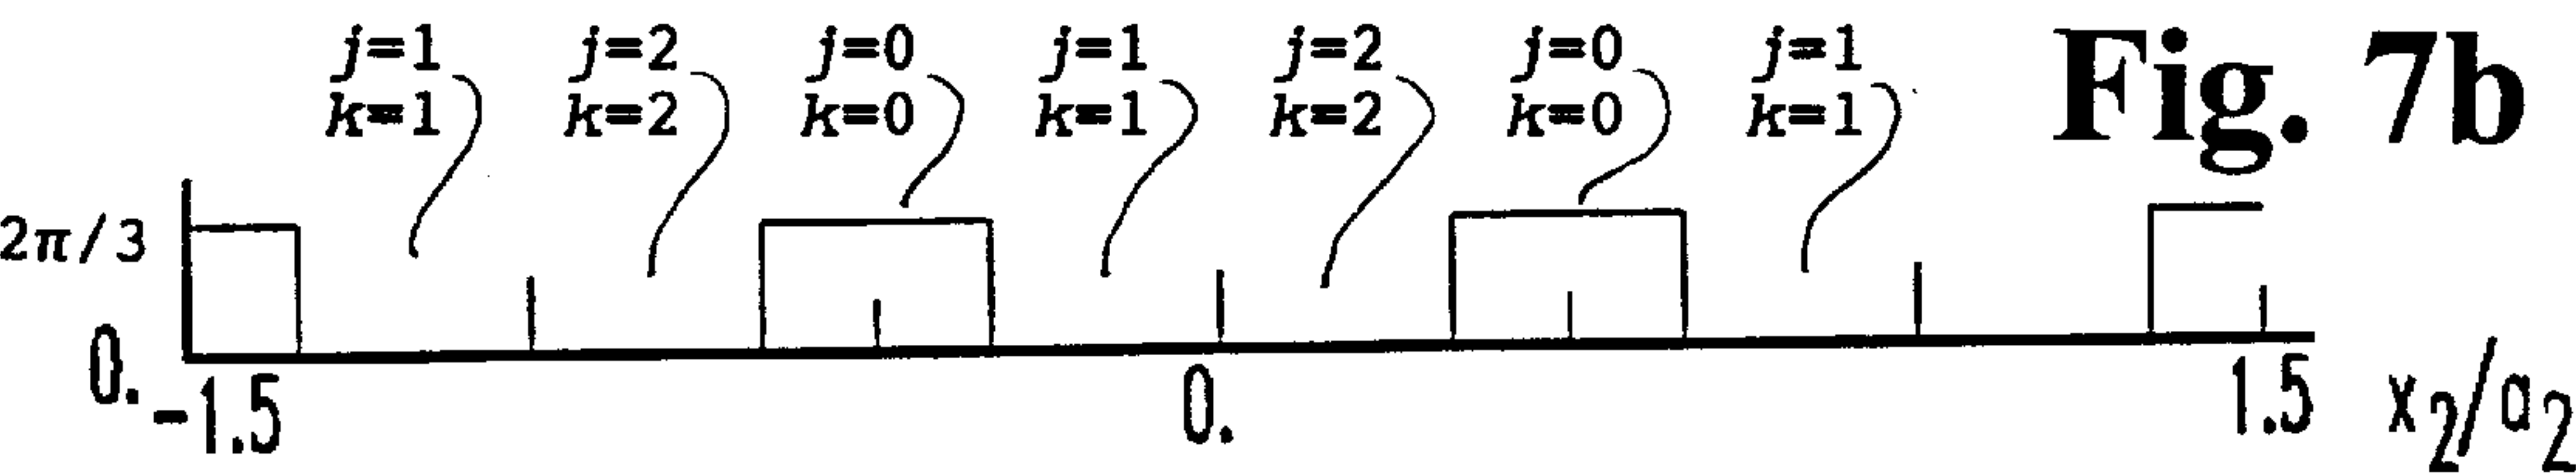 j=1 j=2 j=0 j=1 j=2 j=0 j=1 Fig. 7b
k=1 k=2 k=0 k=1 k=2 k=0 k=1
2π/3
0.
-1.5 0. 1.5 x2/a2